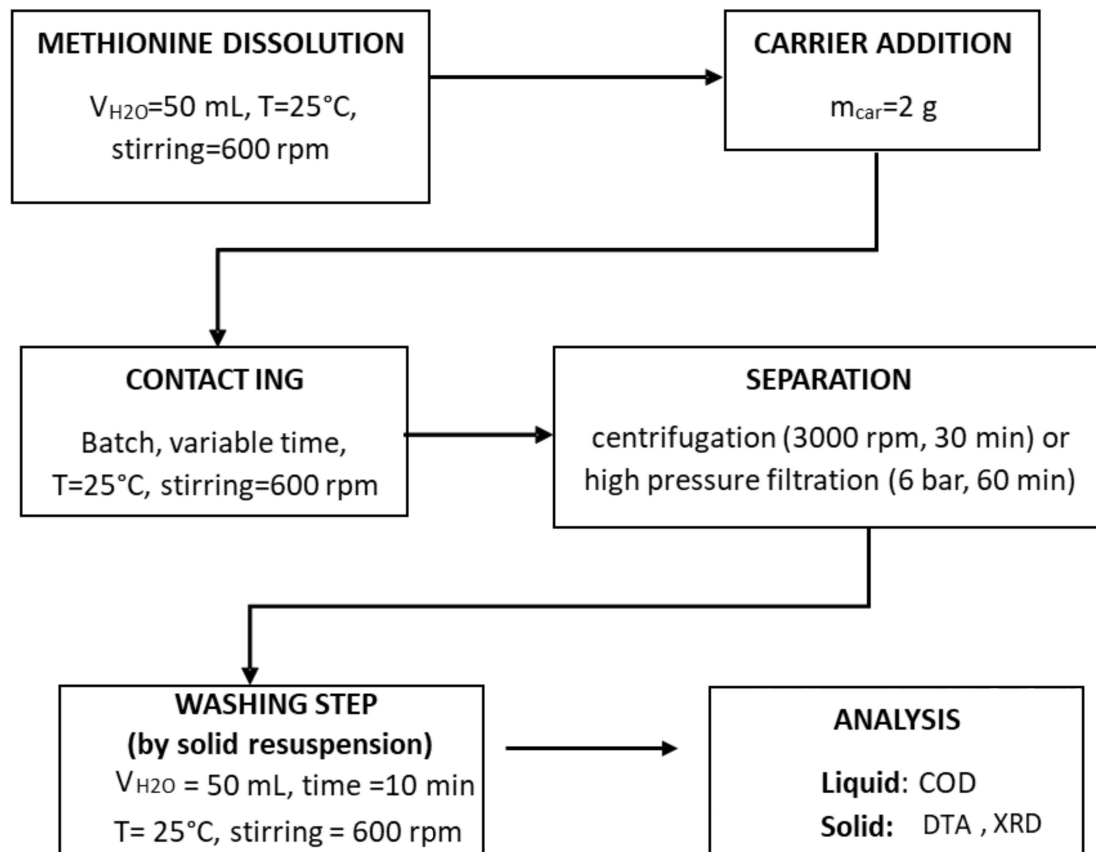 METHIONINE DISSOLUTION
VH2O=50 mL, T=25°C,
stirring=600 rpm
CARRIER ADDITION
mcar=2 g
CONTACT ING
Batch, variable time,
T=25°C, stirring=600 rpm
SEPARATION
centrifugation (3000 rpm, 30 min) or
high pressure filtration (6 bar, 60 min)
WASHING STEP
(by solid resuspension)
VH2O = 50 mL, time =10 min
T= 25°C, stirring = 600 rpm
ANALYSIS
Liquid: COD
Solid: DTA , XRD